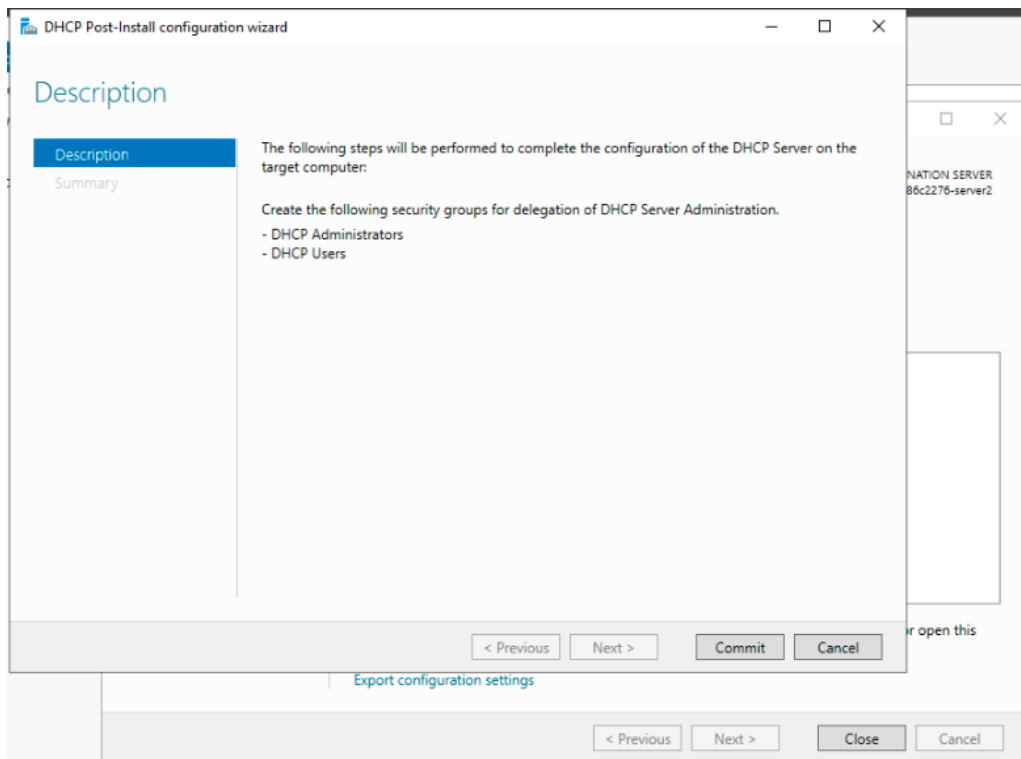 DHCP Post-Install configuration wizard
Description
Description
Summary
The following steps will be performed to complete the configuration of the DHCP Server on the
target computer:
Create the following security groups for delegation of DHCP Server Administration.
- DHCP Administrators
- DHCP Users
< Previous
Next >
Commit
Cancel
NATION SERVER
86c2276-server2
or open this
Export configuration settings
< Previous
Next >
Close
Cancel